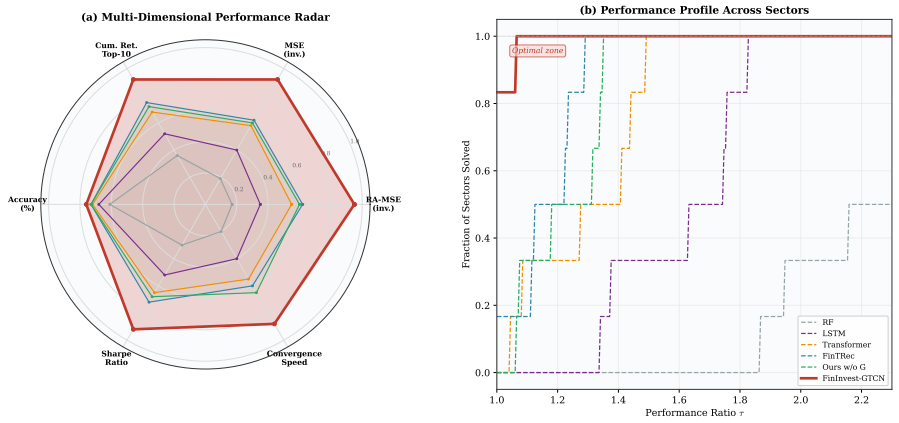 (a) Multi-Dimensional Performance Radar
Cum. Ret.
Top-10
MSE
(inv.)
1.0
0.8
0.6
0.4
0.2
Accuracy
(%)
RA-MSE
(inv.)
Sharpe
Ratio
Convergence
Speed
(b) Performance Profile Across Sectors
Fraction of Sectors Solved
1.0
0.8
0.6
0.4
0.2
0.0
Optimal zone
RF
LSTM
Transformer
FinTRec
Ours w/o G
FinInvest-GTCN
1.0
1.2
1.4
1.6
1.8
2.0
2.2
Performance Ratio τ